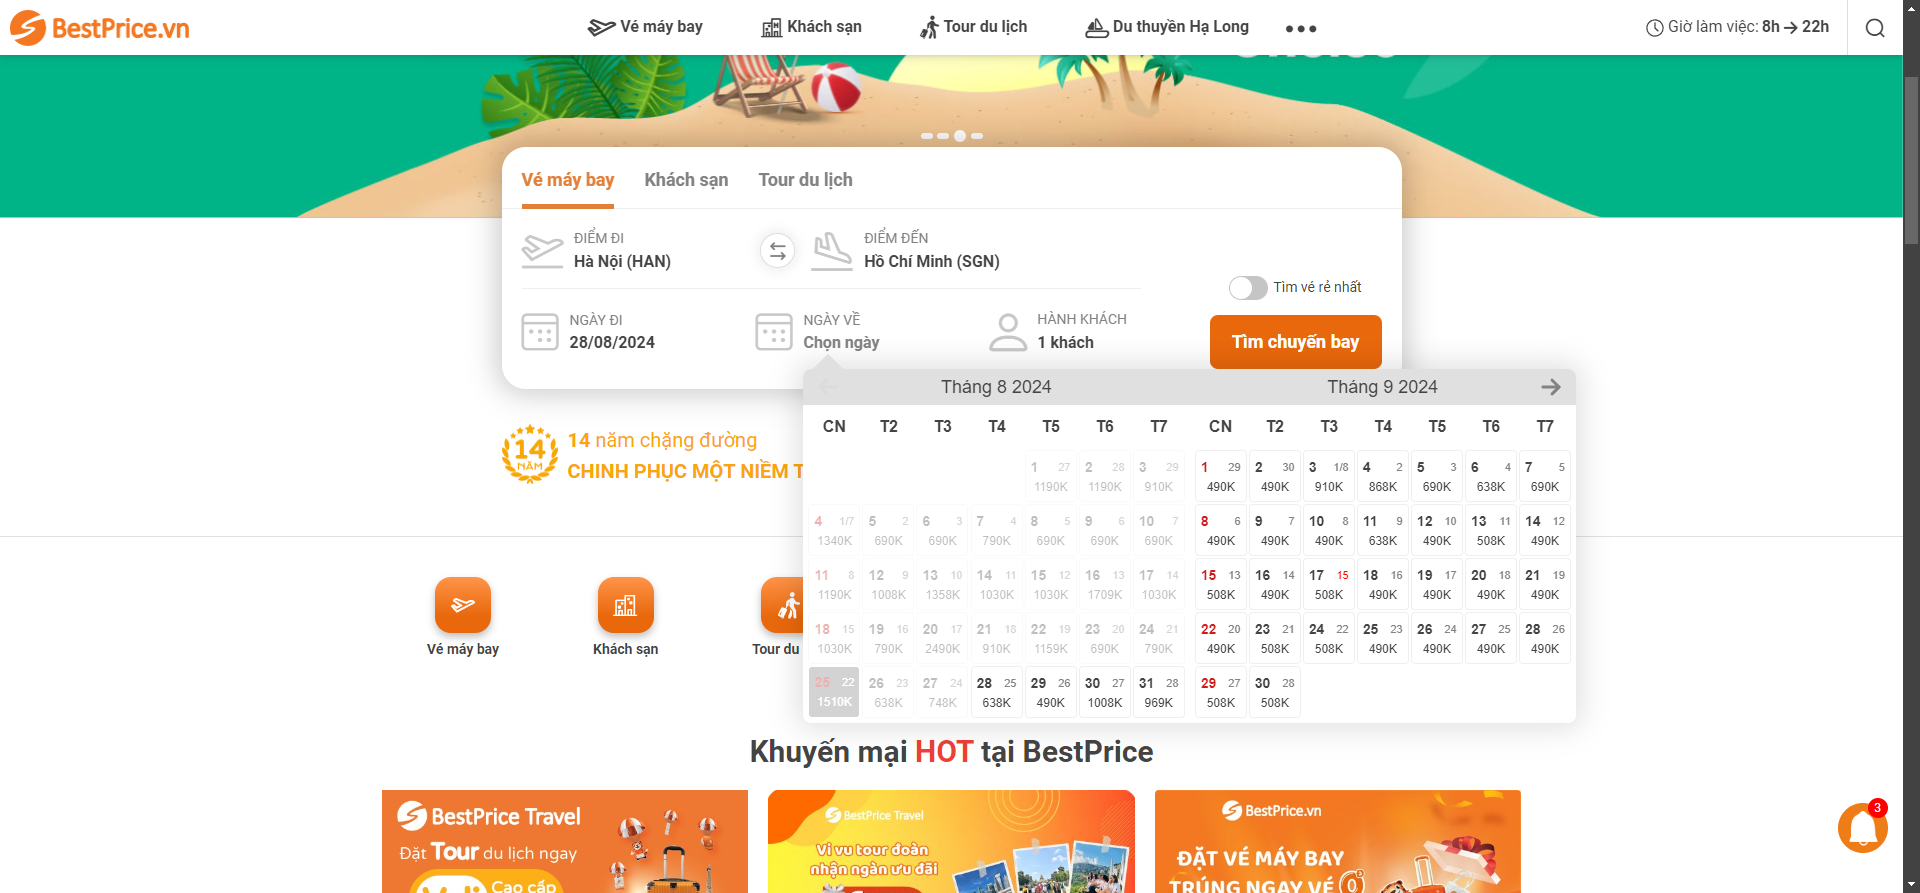 BestPrice.vn
Vé máy bay
Khách sạn
Tour du lịch
Du thuyền Hạ Long
Giờ làm việc: 8h → 22h
Vé máy bay
Khách sạn
Tour du lịch
ĐIỂM ĐI
Hà Nội (HAN)
ĐIỂM ĐẾN
Hồ Chí Minh (SGN)
Tìm vé rẻ nhất
NGÀY ĐI
28/08/2024
NGÀY VỀ
Chọn ngày
HÀNH KHÁCH
1 khách
Tìm chuyến bay
14 NĂM
14 năm chặng đường
CHINH PHỤC MỘT NIỀM T
Tháng 8 2024
CN T2 T3 T4 T5 T6 T7
1 27 2 28 3 29
1190K 1190K 910K
4 1/7 5 2 6 3 7 4 8 5 9 6 10 7
1340K 690K 690K 790K 690K 690K 690K
11 8 12 9 13 10 14 11 15 12 16 13 17 14
1190K 1008K 1358K 1030K 1030K 1709K 1030K
18 15 19 16 20 17 21 18 22 19 23 20 24 21
1030K 790K 2490K 910K 1159K 690K 790K
25 22 26 23 27 24 28 25 29 26 30 27 31 28
1510K 638K 748K 638K 490K 1008K 969K
Tháng 9 2024
CN T2 T3 T4 T5 T6 T7
1 29 2 30 3 1/8 4 2 5 3 6 4 7 5
490K 490K 910K 868K 690K 638K 690K
8 6 9 7 10 8 11 9 12 10 13 11 14 12
490K 490K 490K 638K 490K 508K 490K
15 13 16 14 17 15 18 16 19 17 20 18 21 19
508K 490K 508K 490K 490K 490K 490K
22 20 23 21 24 22 25 23 26 24 27 25 28 26
490K 508K 508K 490K 490K 490K 490K
29 27 30 28
508K 508K
Vé máy bay
Khách sạn
Tour du
Khuyến mại HOT tại BestPrice
BestPrice Travel
Đặt Tour du lịch ngay
Cao cấp
BestPrice Travel
Vi vu tour đoàn
nhận ngàn ưu đãi
BestPrice.vn
ĐẶT VÉ MÁY BAY
TRÚNG NGAY VÉ 0
3